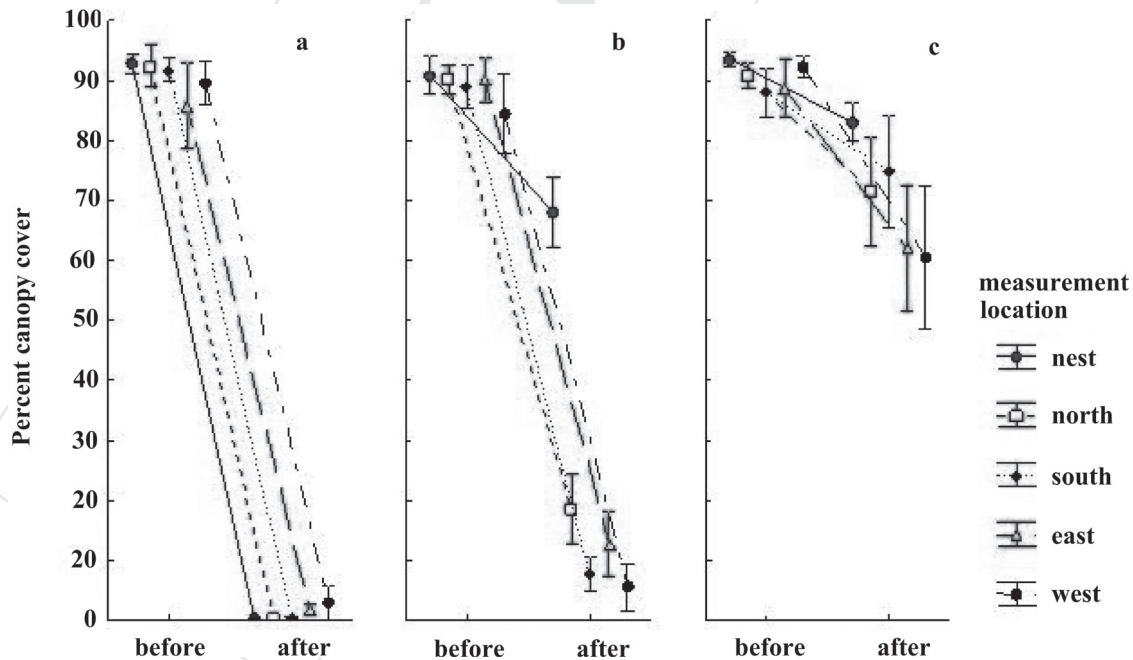 Percent canopy cover
100
90
80
70
60
50
40
30
20
20
0
a
b
c
before after
before after
before after
measurement
location
nest
north
south
east
west